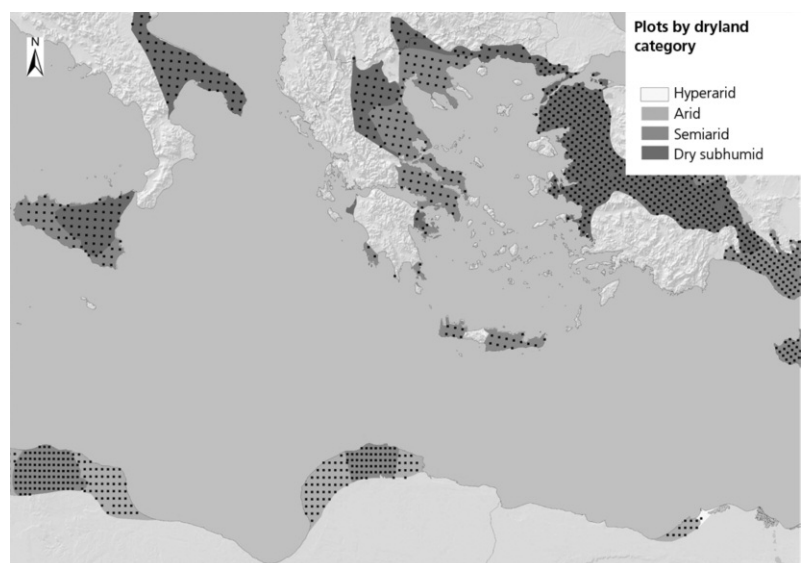 N
Plots by dryland
category
Hyperarid
Arid
Semiarid
Dry subhumid